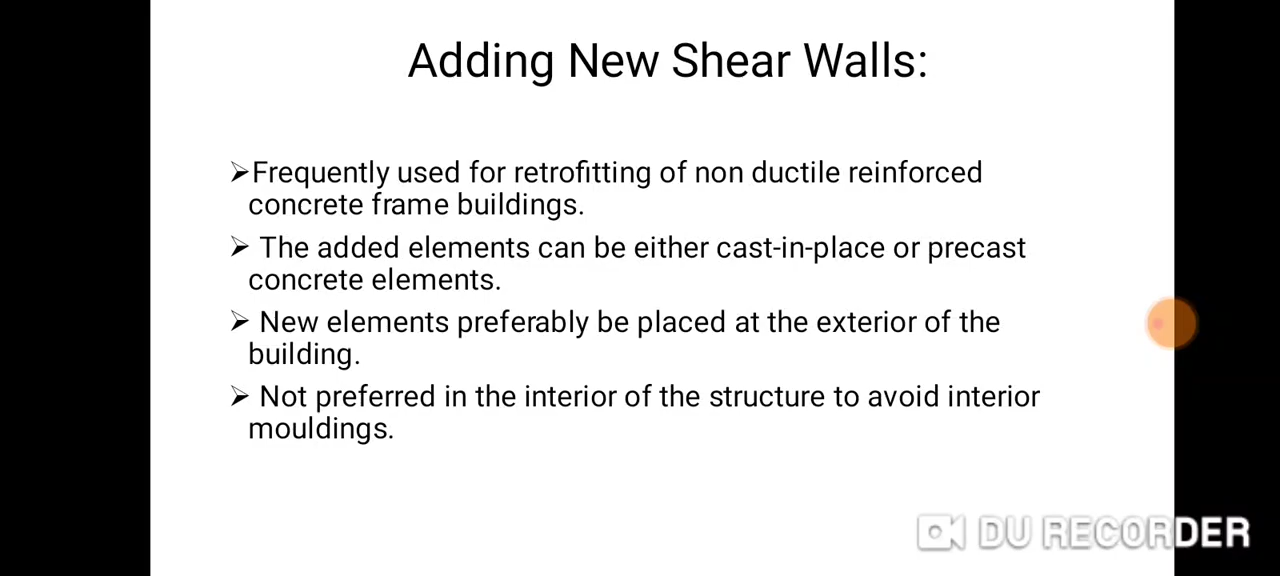 Adding New Shear Walls:
➢Frequently used for retrofitting of non ductile reinforced
concrete frame buildings.
➢ The added elements can be either cast-in-place or precast
concrete elements.
➢ New elements preferably be placed at the exterior of the
building.
➢ Not preferred in the interior of the structure to avoid interior
mouldings.
DU RECORDER